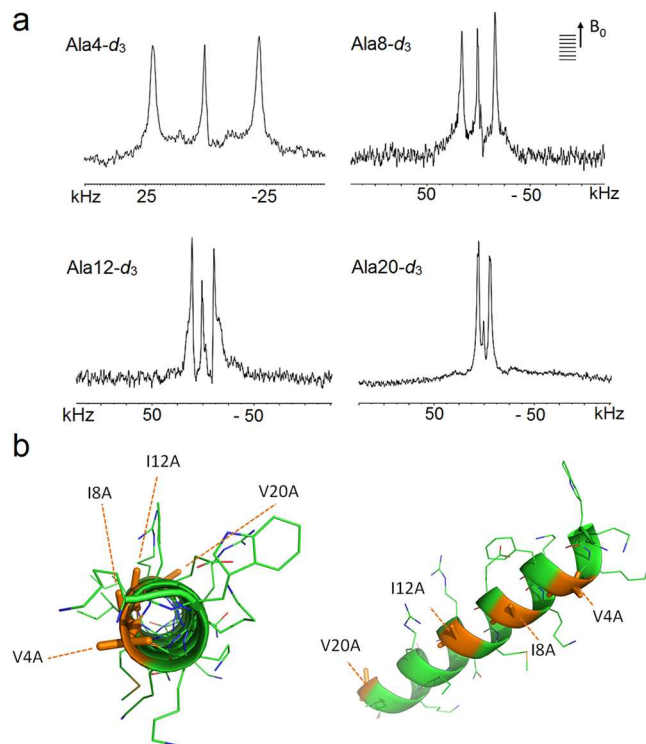 a
Ala4-d₃
Ala8-d₃
B₀
kHz 25 -25
50 - 50 kHz
Ala12-d₃
Ala20-d₃
kHz 50 - 50
50 - 50 kHz
b
I12A
I8A
V20A
V4A
I12A
V20A
V4A
I8A